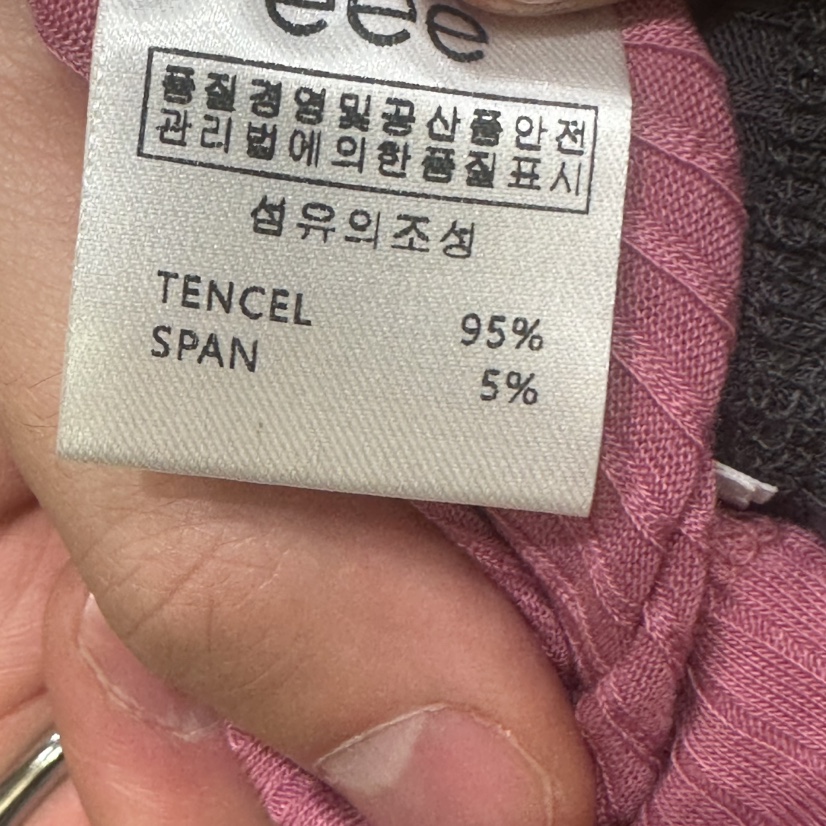 eee
품질경영및공산품안전
관리법에의한품질표시
섬유의조성
TENCEL 95%
SPAN 5%